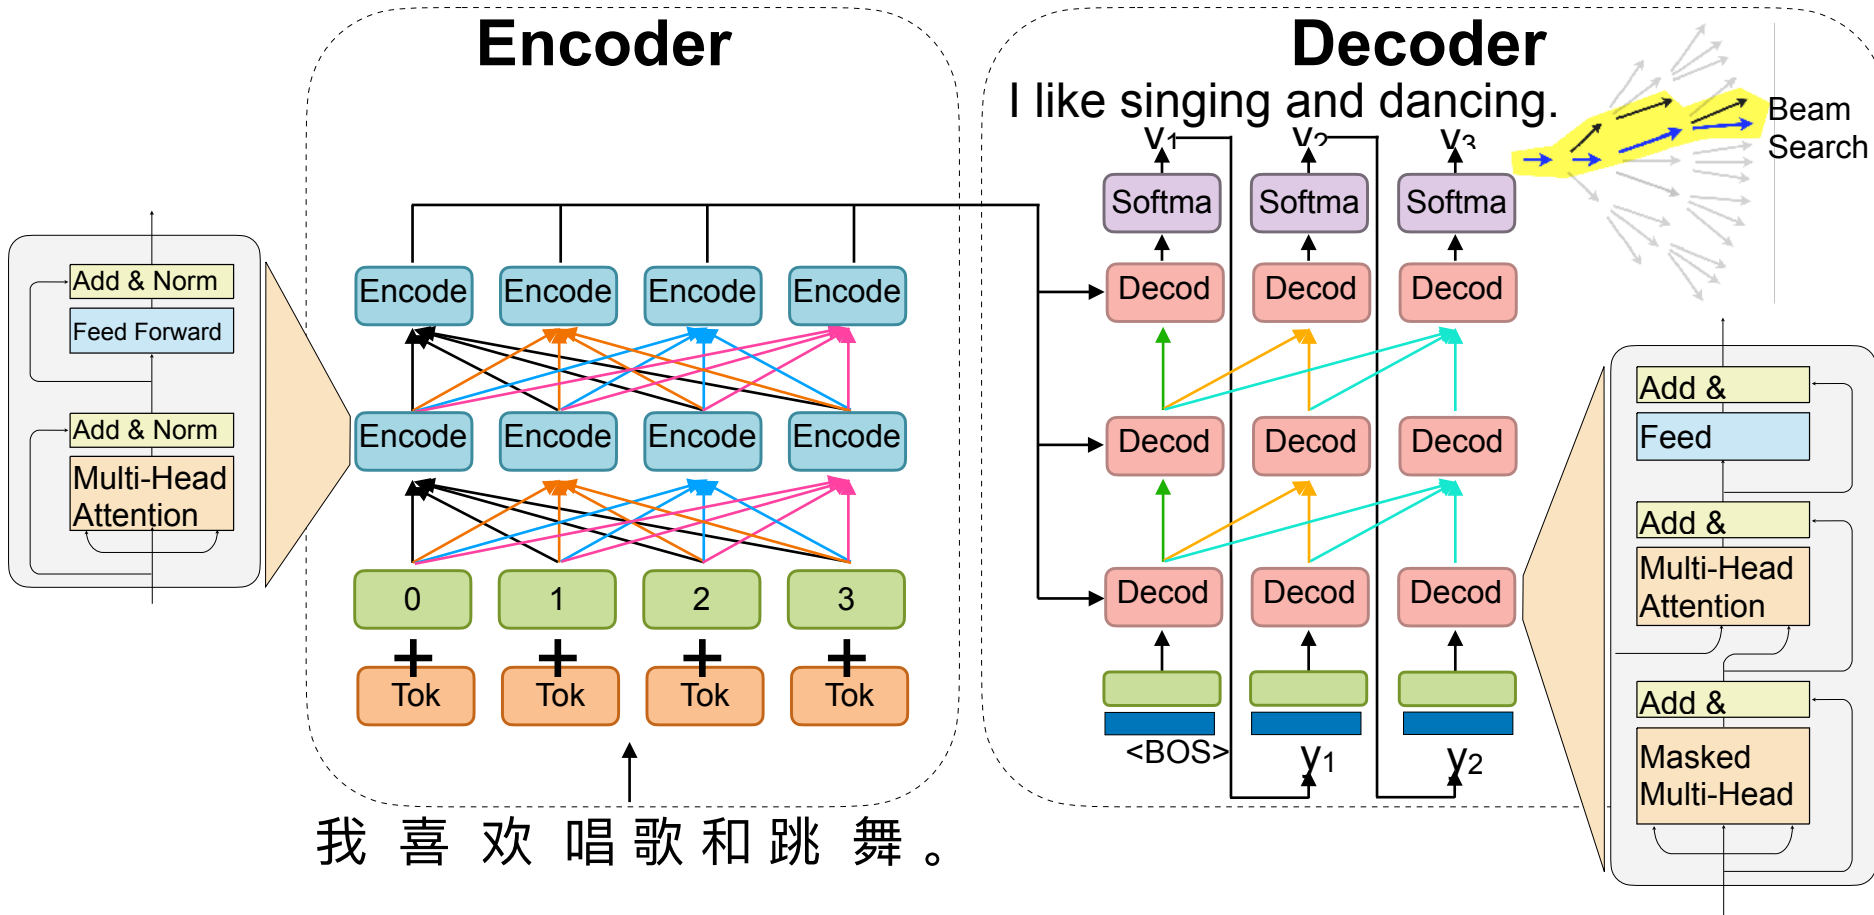 Encoder
Decoder
I like singing and dancing.
y1 y2 y3
Beam
Search
Softma Softma Softma
Encode Encode Encode Encode
Decod Decod Decod
Encode Encode Encode Encode
Decod Decod Decod
0 1 2 3
Decod Decod Decod
+ + + +
Tok Tok Tok Tok
<BOS> y1 y2
我喜欢唱歌和跳舞。
Add & Norm
Feed Forward
Add & Norm
Multi-Head
Attention
Add &
Feed
Add &
Multi-Head
Attention
Add &
Masked
Multi-Head